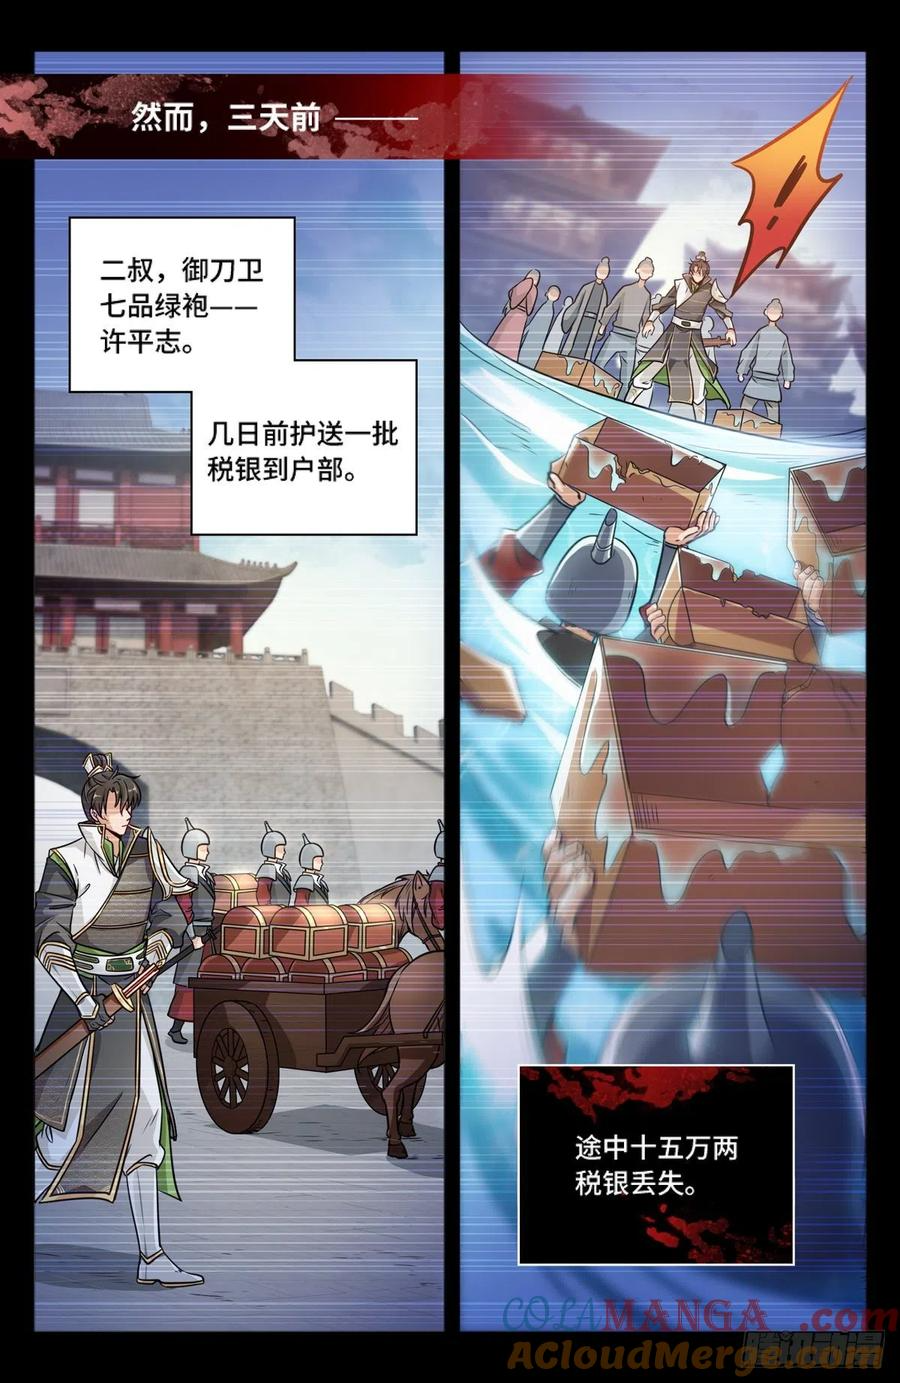 然而，三天前 ———
二叔，御刀卫
七品绿袍——
许平志。
几日前护送一批
税银到户部。
！
途中十五万两
税银丢失。
COLAMANGA.com
ACloudMerge.com
腾讯动漫